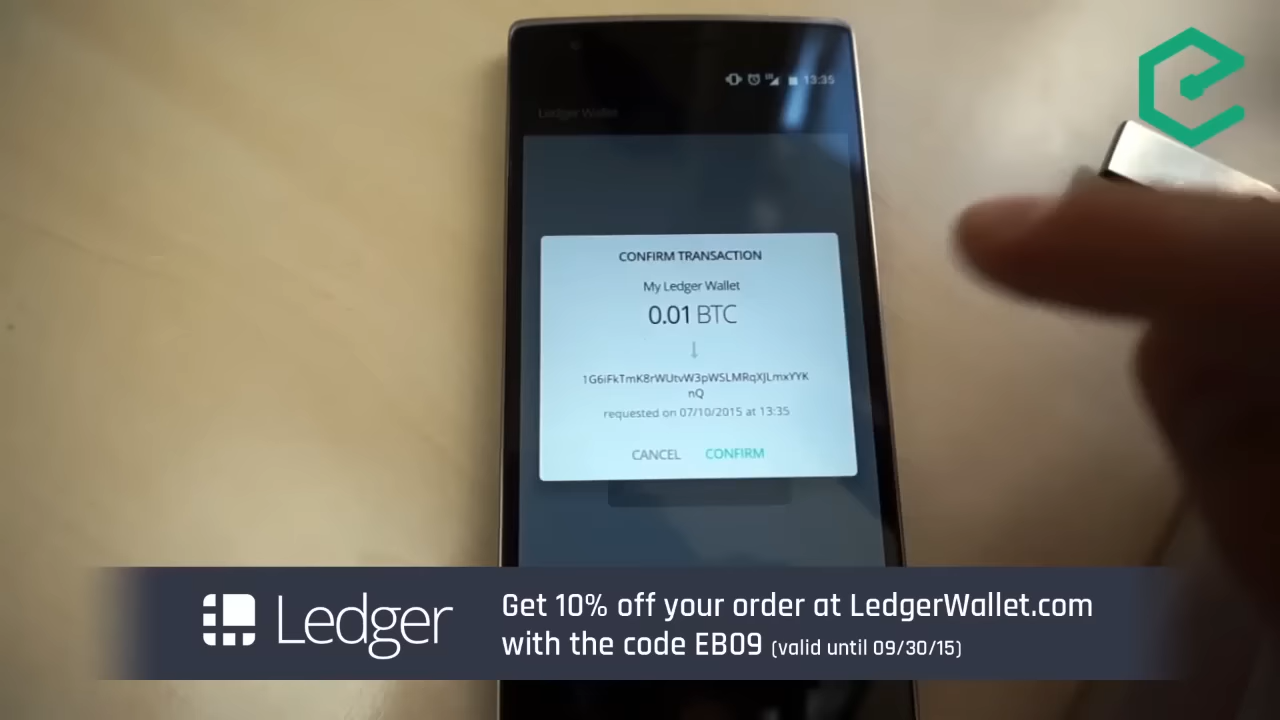 13:35
Ledger Wallet
CONFIRM TRANSACTION
My Ledger Wallet
0.01 BTC
1G6iFkTmK8rWUtvW3pWSLMRqXJLmxYYK
nQ
requested on 07/10/2015 at 13:35
CANCEL CONFIRM
Ledger
Get 10% off your order at LedgerWallet.com
with the code EB09 (valid until 09/30/15)